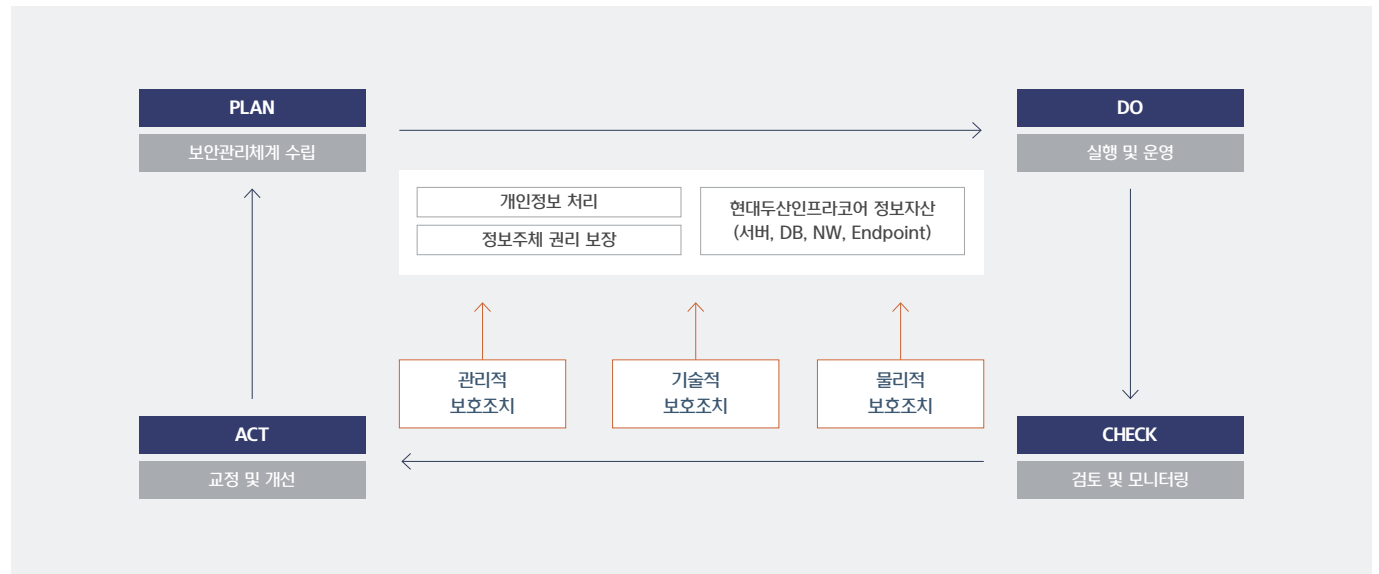 PLAN
보안관리체계 수립
DO
실행 및 운영
개인정보 처리
정보주체 권리 보장
현대두산인프라코어 정보자산
(서버, DB, NW, Endpoint)
관리적
보호조치
기술적
보호조치
물리적
보호조치
ACT
교정 및 개선
CHECK
검토 및 모니터링